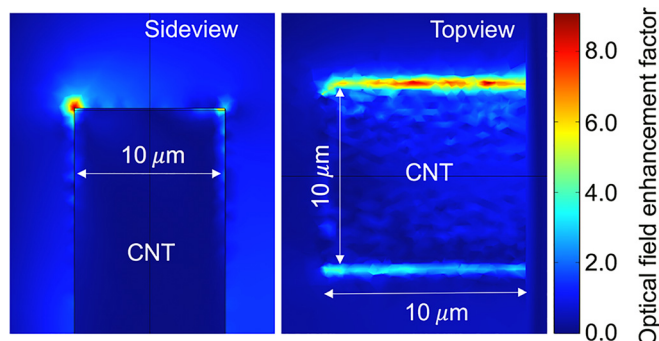 Sideview
10 μm
CNT
Topview
10 μm
CNT
10 μm
8.0
6.0
4.0
2.0
0.0
Optical field enhancement factor